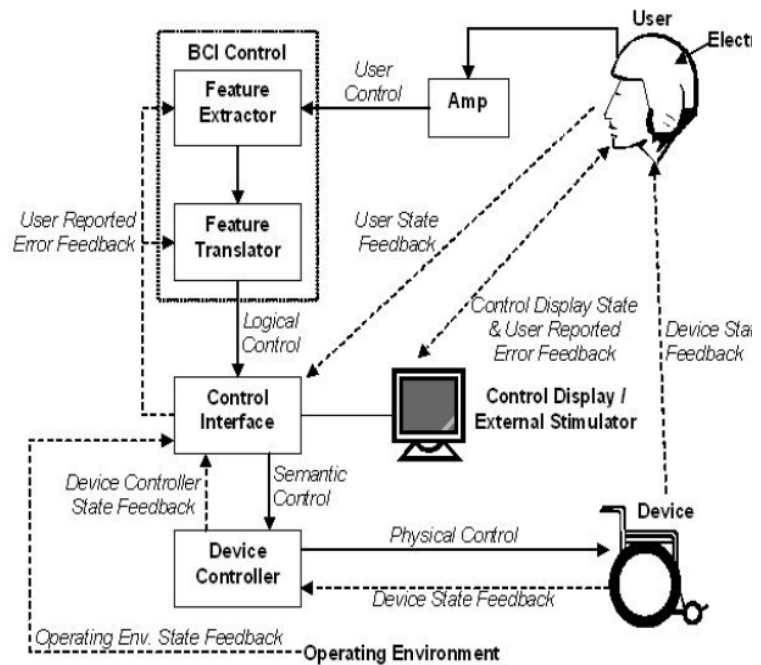 User
Electr
BCI Control
Feature
Extractor
User
Control
Amp
User Reported
Error Feedback
Feature
Translator
User State
Feedback
Logical
Control
Control Display State
& User Reported
Error Feedback
Device Stat
Feedback
Control
Interface
Control Display /
External Stimulator
Device Controller
State Feedback
Semantic
Control
Device
Device
Controller
Physical Control
Device State Feedback
Operating Env. State Feedback
Operating Environment